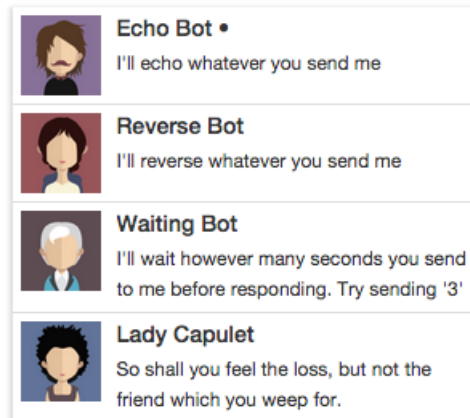 Echo Bot •
I'll echo whatever you send me
Reverse Bot
I'll reverse whatever you send me
Waiting Bot
I'll wait however many seconds you send
to me before responding. Try sending '3'
Lady Capulet
So shall you feel the loss, but not the
friend which you weep for.